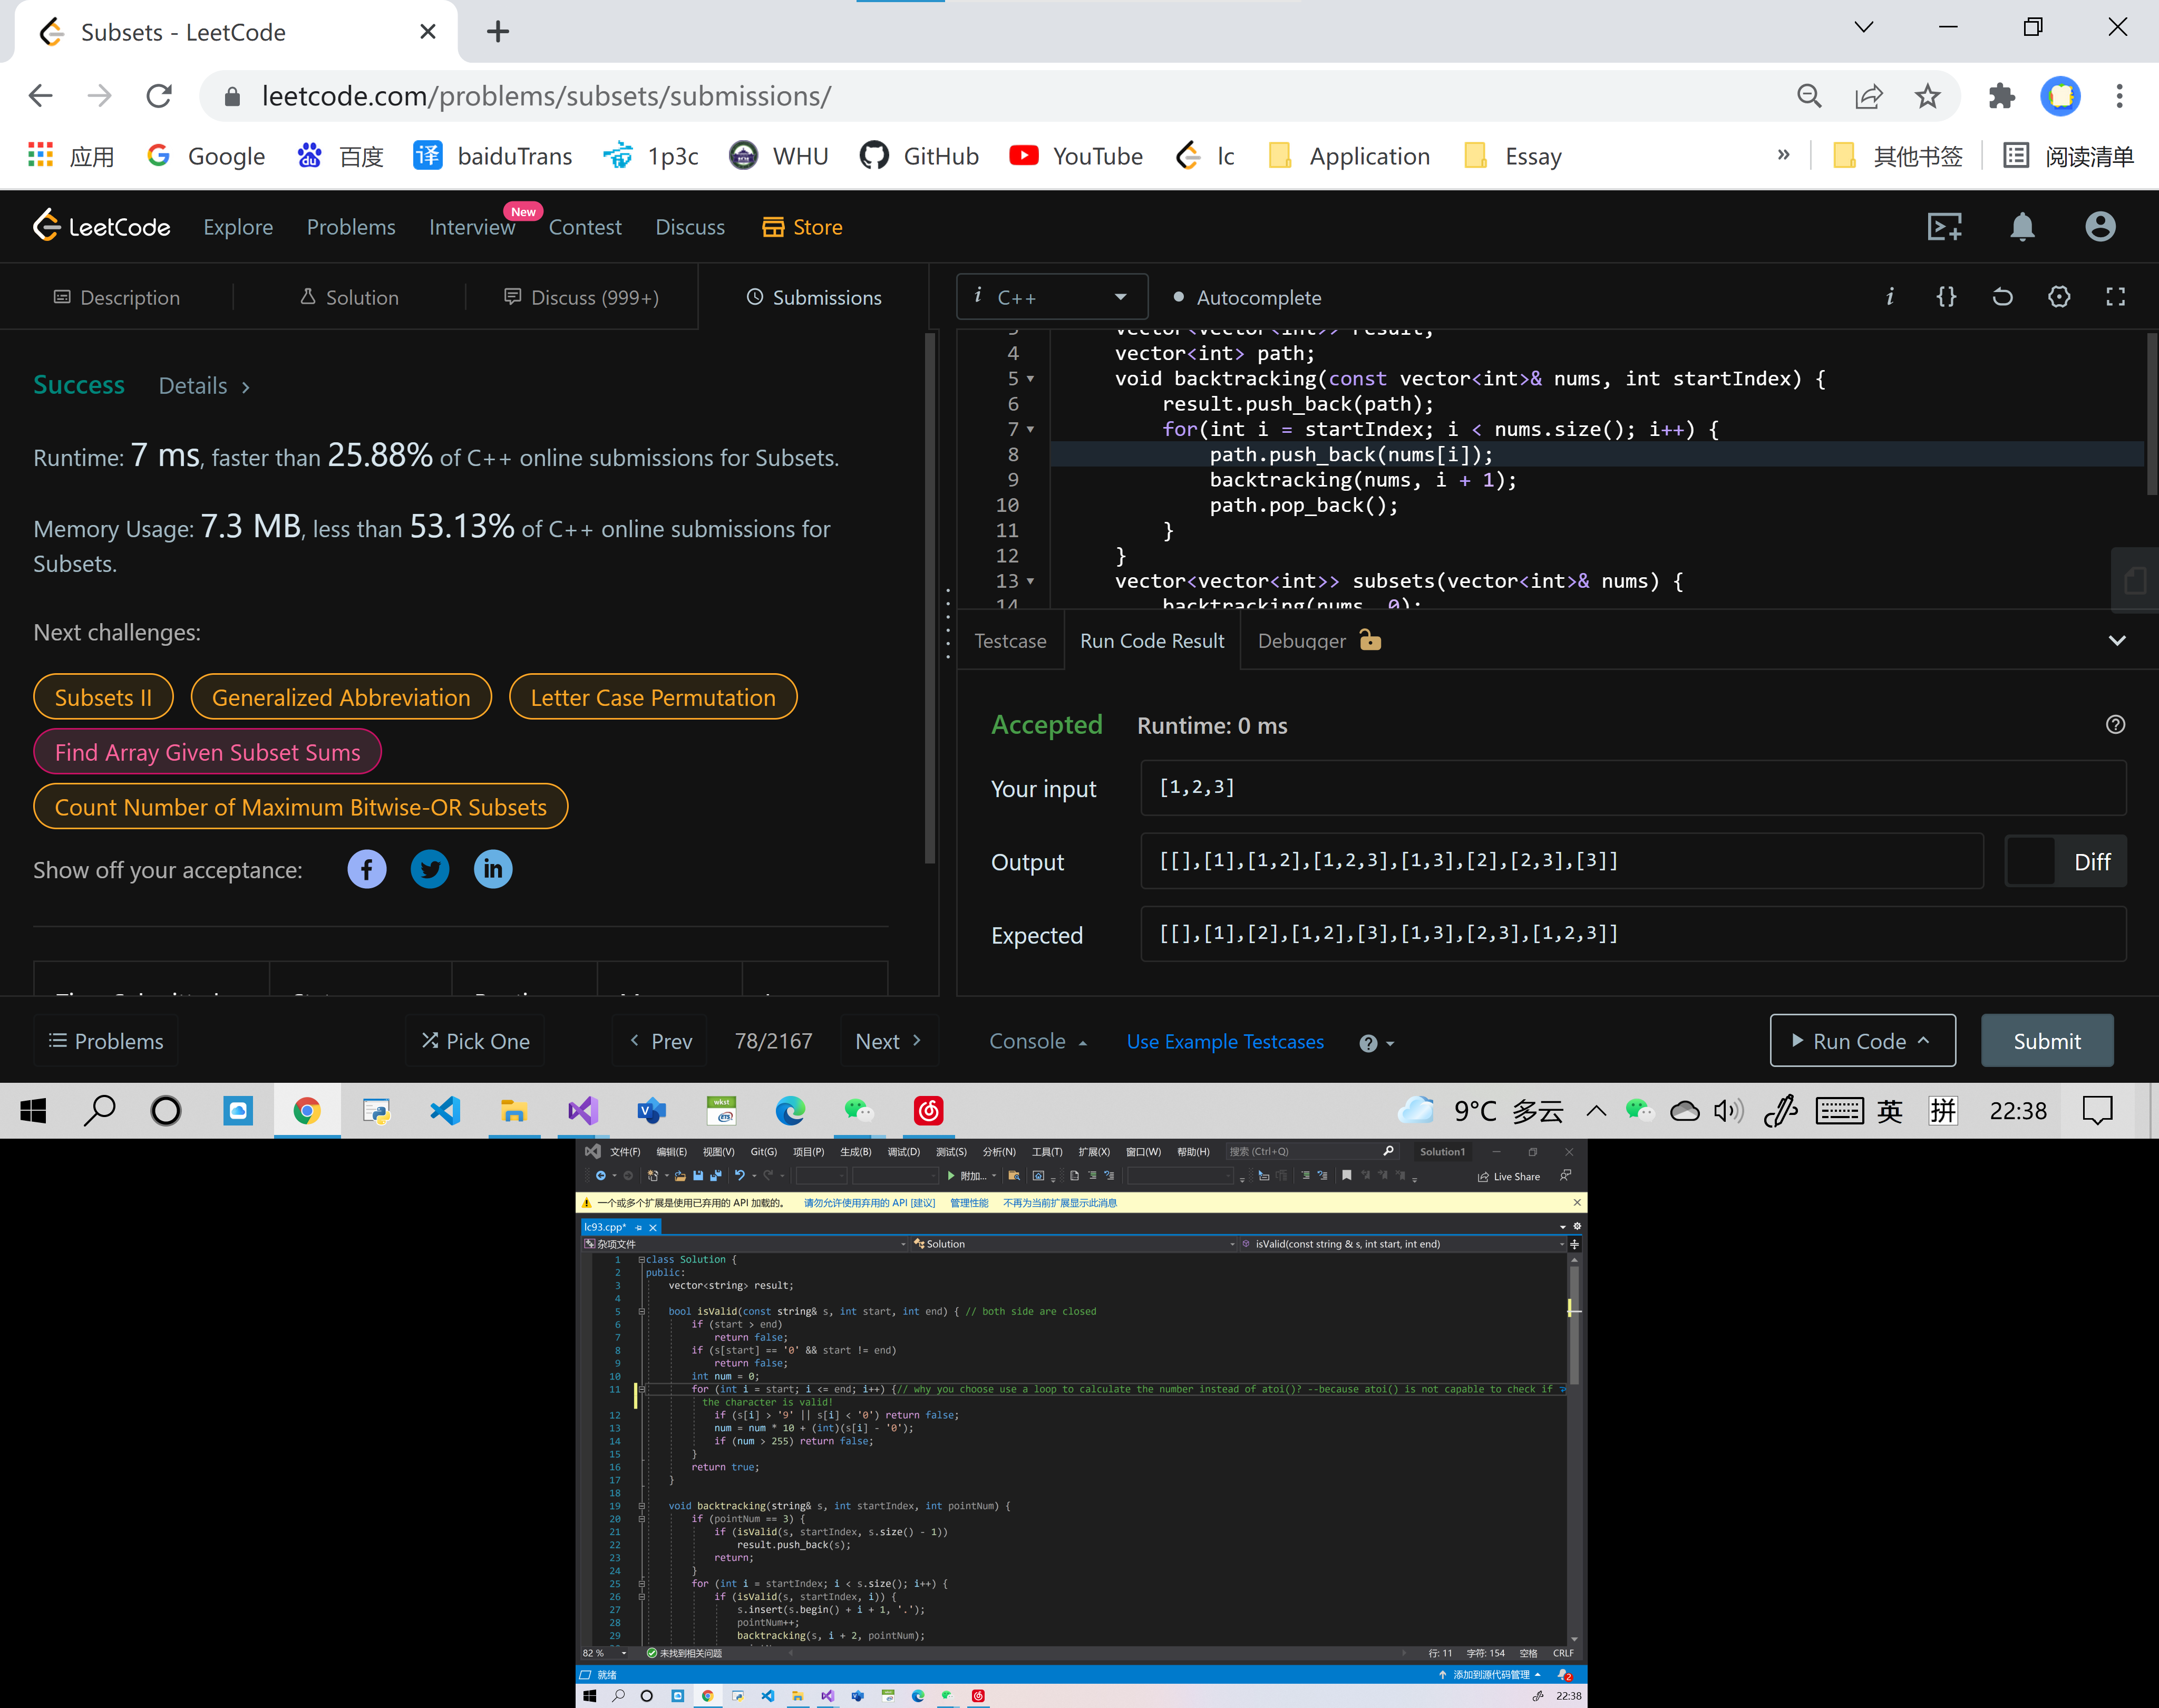 Subsets - LeetCode
leetcode.com/problems/subsets/submissions/
应用 Google 百度 译 baiduTrans 1p3c WHU GitHub YouTube lc Application Essay » 其他书签 阅读清单
LeetCode Explore Problems Interview New Contest Discuss Store
Description Solution Discuss (999+) Submissions
Success Details >
Runtime: 7 ms, faster than 25.88% of C++ online submissions for Subsets.
Memory Usage: 7.3 MB, less than 53.13% of C++ online submissions for
Subsets.
Next challenges:
Subsets II Generalized Abbreviation Letter Case Permutation
Find Array Given Subset Sums
Count Number of Maximum Bitwise-OR Subsets
Show off your acceptance:
Problems Pick One Prev 78/2167 Next
i C++ Autocomplete
vector<vector<int>> result;
4 vector<int> path;
5 void backtracking(const vector<int>& nums, int startIndex) {
6 result.push_back(path);
7 for(int i = startIndex; i < nums.size(); i++) {
8 path.push_back(nums[i]);
9 backtracking(nums, i + 1);
10 path.pop_back();
11 }
12 }
13 vector<vector<int>> subsets(vector<int>& nums) {
14 backtracking(nums, 0);
Testcase Run Code Result Debugger
Accepted Runtime: 0 ms
Your input [1,2,3]
Output [[],[1],[1,2],[1,2,3],[1,3],[2],[2,3],[3]] Diff
Expected [[],[1],[2],[1,2],[3],[1,3],[2,3],[1,2,3]]
Console Use Example Testcases Run Code Submit
9°C 多云 英 拼 22:38
文件(F) 编辑(E) 视图(V) Git(G) 项目(P) 生成(B) 调试(D) 测试(S) 分析(N) 工具(T) 扩展(X) 窗口(W) 帮助(H) 搜索 (Ctrl+Q) Solution1
附加... Live Share
一个或多个扩展是使用已弃用的 API 加载的。 请勿允许使用弃用的 API [建议] 管理性能 不再为当前扩展显示此消息
lc93.cpp*
杂项文件 Solution isValid(const string & s, int start, int end)
1 class Solution {
2 public:
3 vector<string> result;
4
5 bool isValid(const string& s, int start, int end) { // both side are closed
6 if (start > end)
7 return false;
8 if (s[start] == '0' && start != end)
9 return false;
10 int num = 0;
11 for (int i = start; i <= end; i++) {// why you choose use a loop to calculate the number instead of atoi()? --because atoi() is not capable to check if
the character is valid!
12 if (s[i] > '9' || s[i] < '0') return false;
13 num = num * 10 + (int)(s[i] - '0');
14 if (num > 255) return false;
15 }
16 return true;
17 }
18
19 void backtracking(string& s, int startIndex, int pointNum) {
20 if (pointNum == 3) {
21 if (isValid(s, startIndex, s.size() - 1))
22 result.push_back(s);
23 return;
24 }
25 for (int i = startIndex; i < s.size(); i++) {
26 if (isValid(s, startIndex, i)) {
27 s.insert(s.begin() + i + 1, '.');
28 pointNum++;
29 backtracking(s, i + 2, pointNum);
82 % 未找到相关问题 行: 11 字符: 154 空格 CRLF
就绪 添加到源代码管理 2
22:38